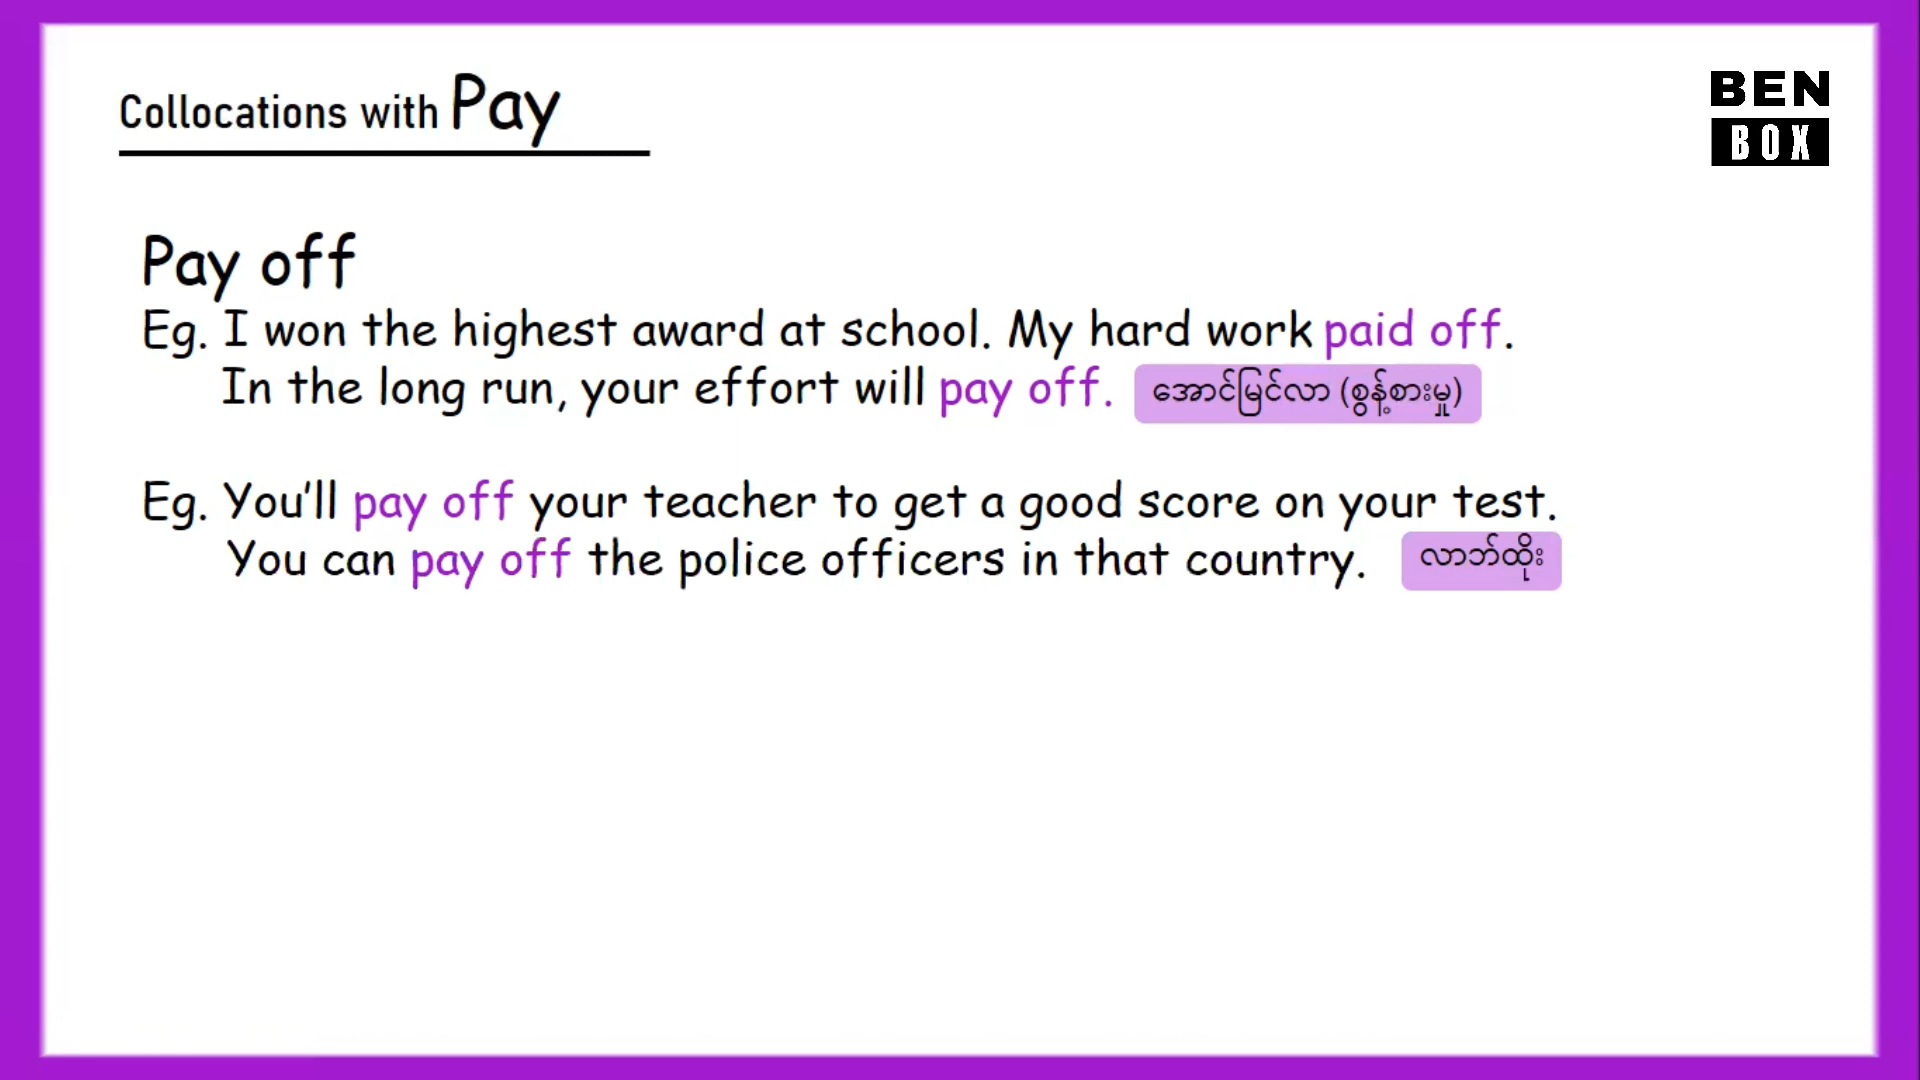 Collocations with Pay
BEN
BOX
Pay off
Eg. I won the highest award at school. My hard work paid off.
In the long run, your effort will pay off. အောင်မြင်လာ (စွန့်စားမှု)
Eg. You'll pay off your teacher to get a good score on your test.
You can pay off the police officers in that country. လာဘ်ထိုး